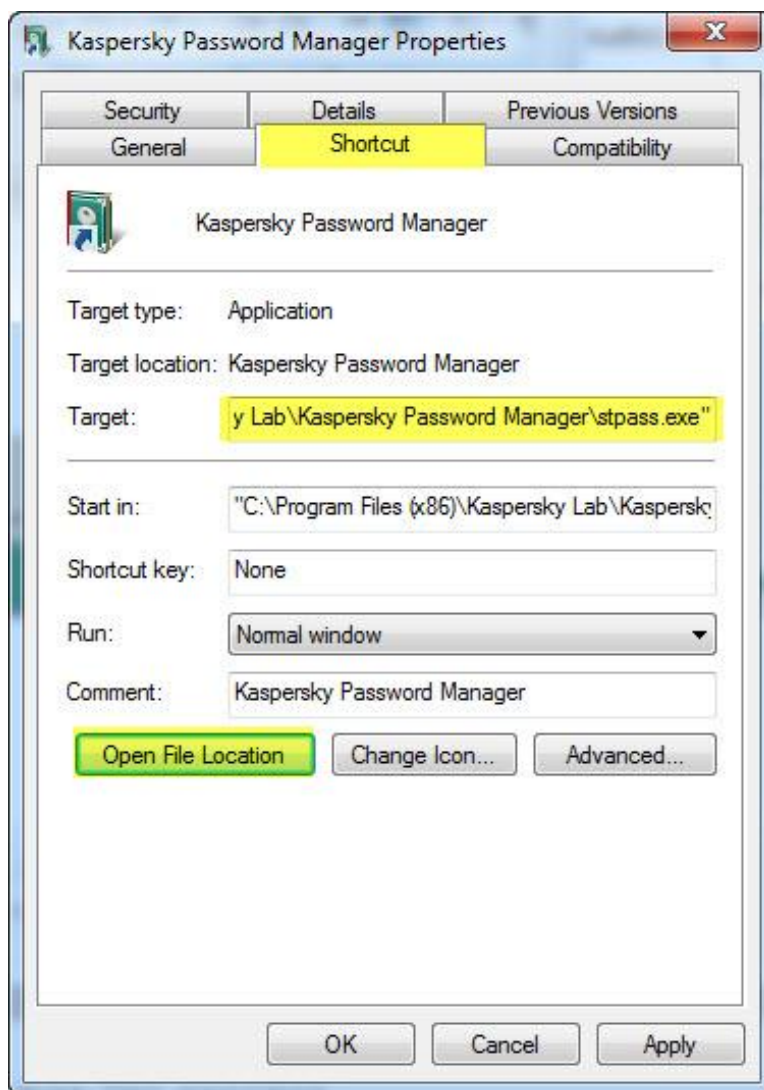 Kaspersky Password Manager Properties
X
Security Details Previous Versions
General Shortcut Compatibility
Kaspersky Password Manager
Target type: Application
Target location: Kaspersky Password Manager
Target: y Lab\Kaspersky Password Manager\stpass.exe"
Start in: "C:\Program Files (x86)\Kaspersky Lab\Kaspersky
Shortcut key: None
Run: Normal window
Comment: Kaspersky Password Manager
Open File Location Change Icon... Advanced...
OK Cancel Apply